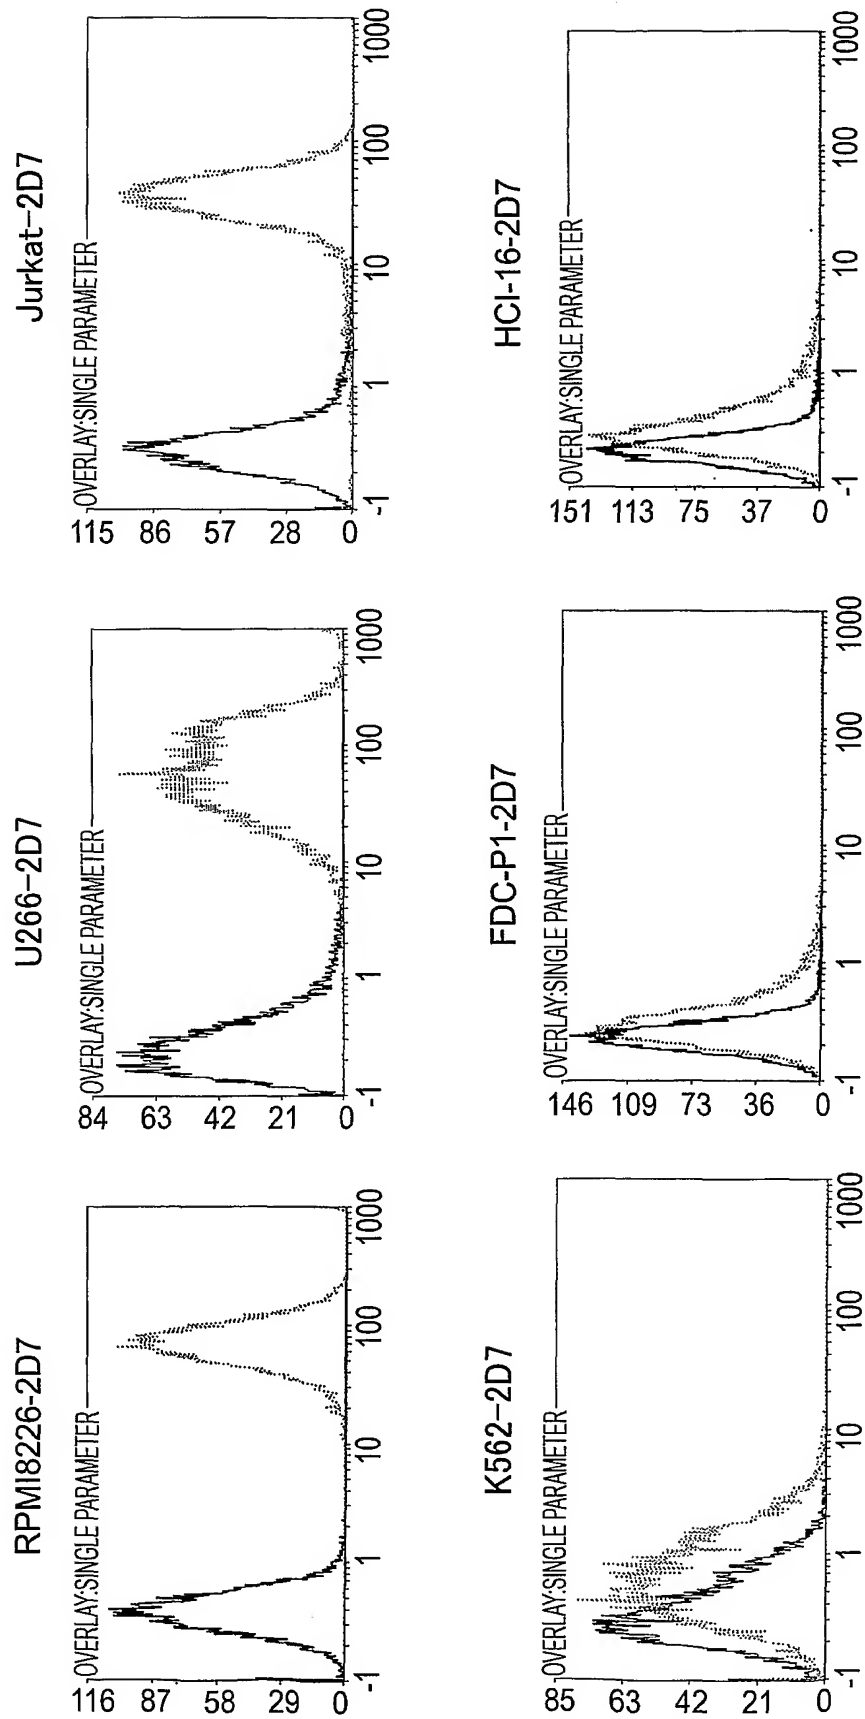 RPMI8226-2D7
OVERLAY:SINGLE PARAMETER
116
87
58
29
0
-1 1 10 100 1000
U266-2D7
OVERLAY:SINGLE PARAMETER
84
63
42
21
0
-1 1 10 100 1000
Jurkat-2D7
OVERLAY:SINGLE PARAMETER
115
86
57
28
0
-1 1 10 100 1000
K562-2D7
OVERLAY:SINGLE PARAMETER
85
63
42
21
0
-1 1 10 100 1000
FDC-P1-2D7
OVERLAY:SINGLE PARAMETER
146
109
73
36
0
-1 1 10 100 1000
HCI-16-2D7
OVERLAY:SINGLE PARAMETER
151
113
75
37
0
-1 1 10 100 1000